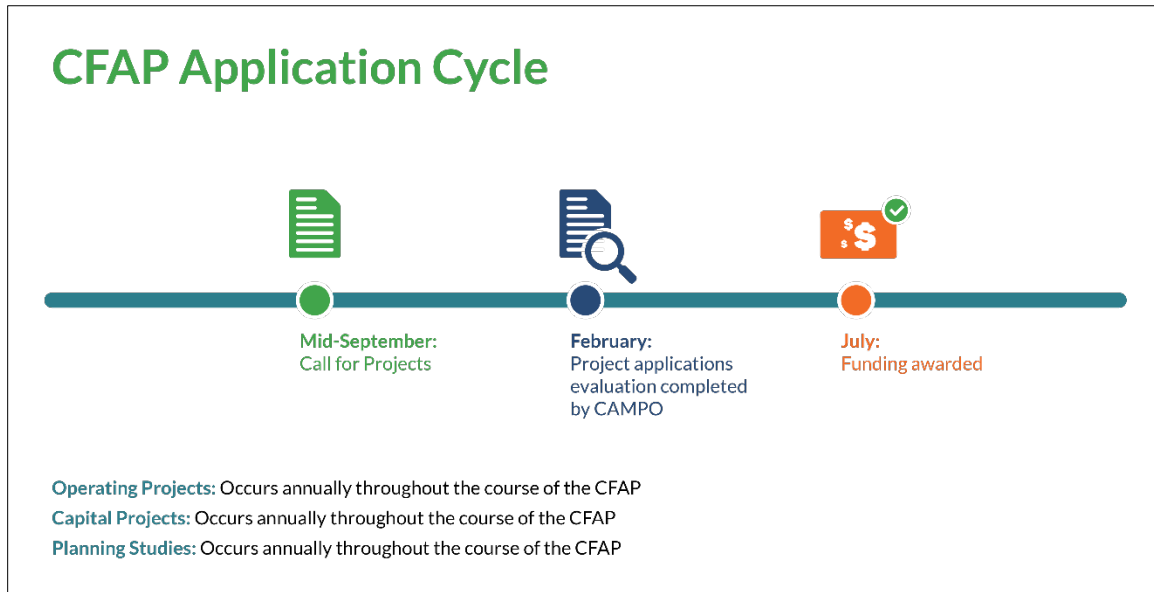 CFAP Application Cycle
$ $ $
Mid-September:
Call for Projects
February:
Project applications
evaluation completed
by CAMPO
July:
Funding awarded
Operating Projects: Occurs annually throughout the course of the CFAP
Capital Projects: Occurs annually throughout the course of the CFAP
Planning Studies: Occurs annually throughout the course of the CFAP